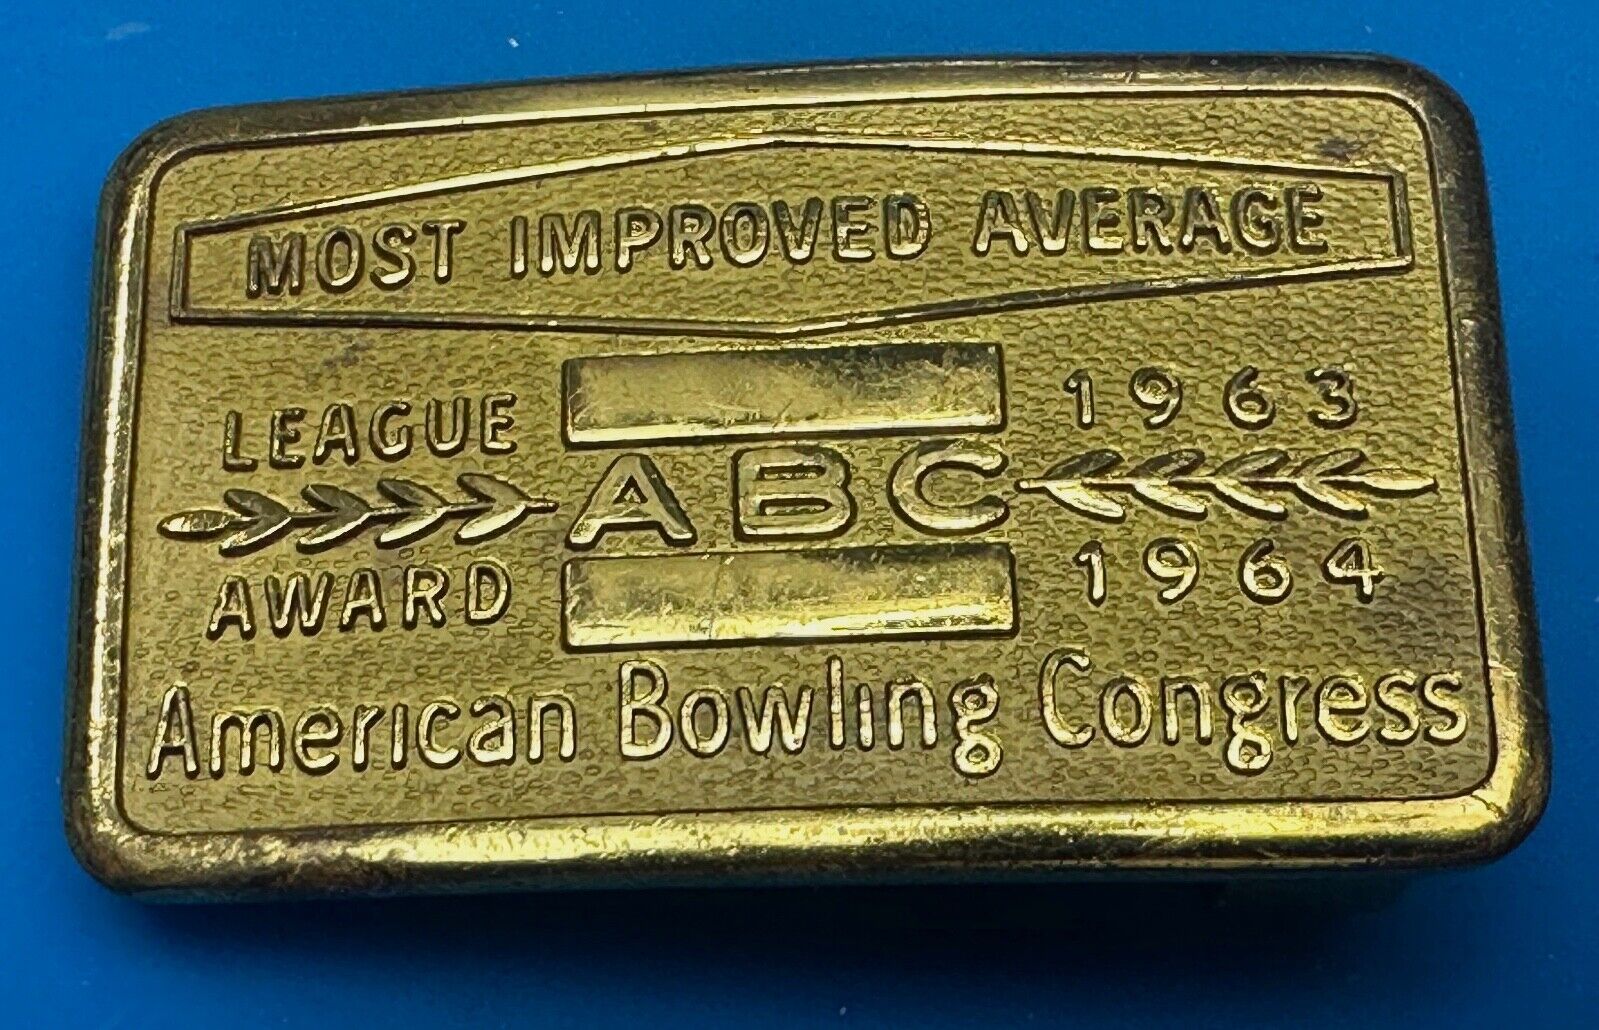 MOST IMPROVED AVERAGE
LEAGUE
AWARD
ABC
1963
1964
American Bowling Congress